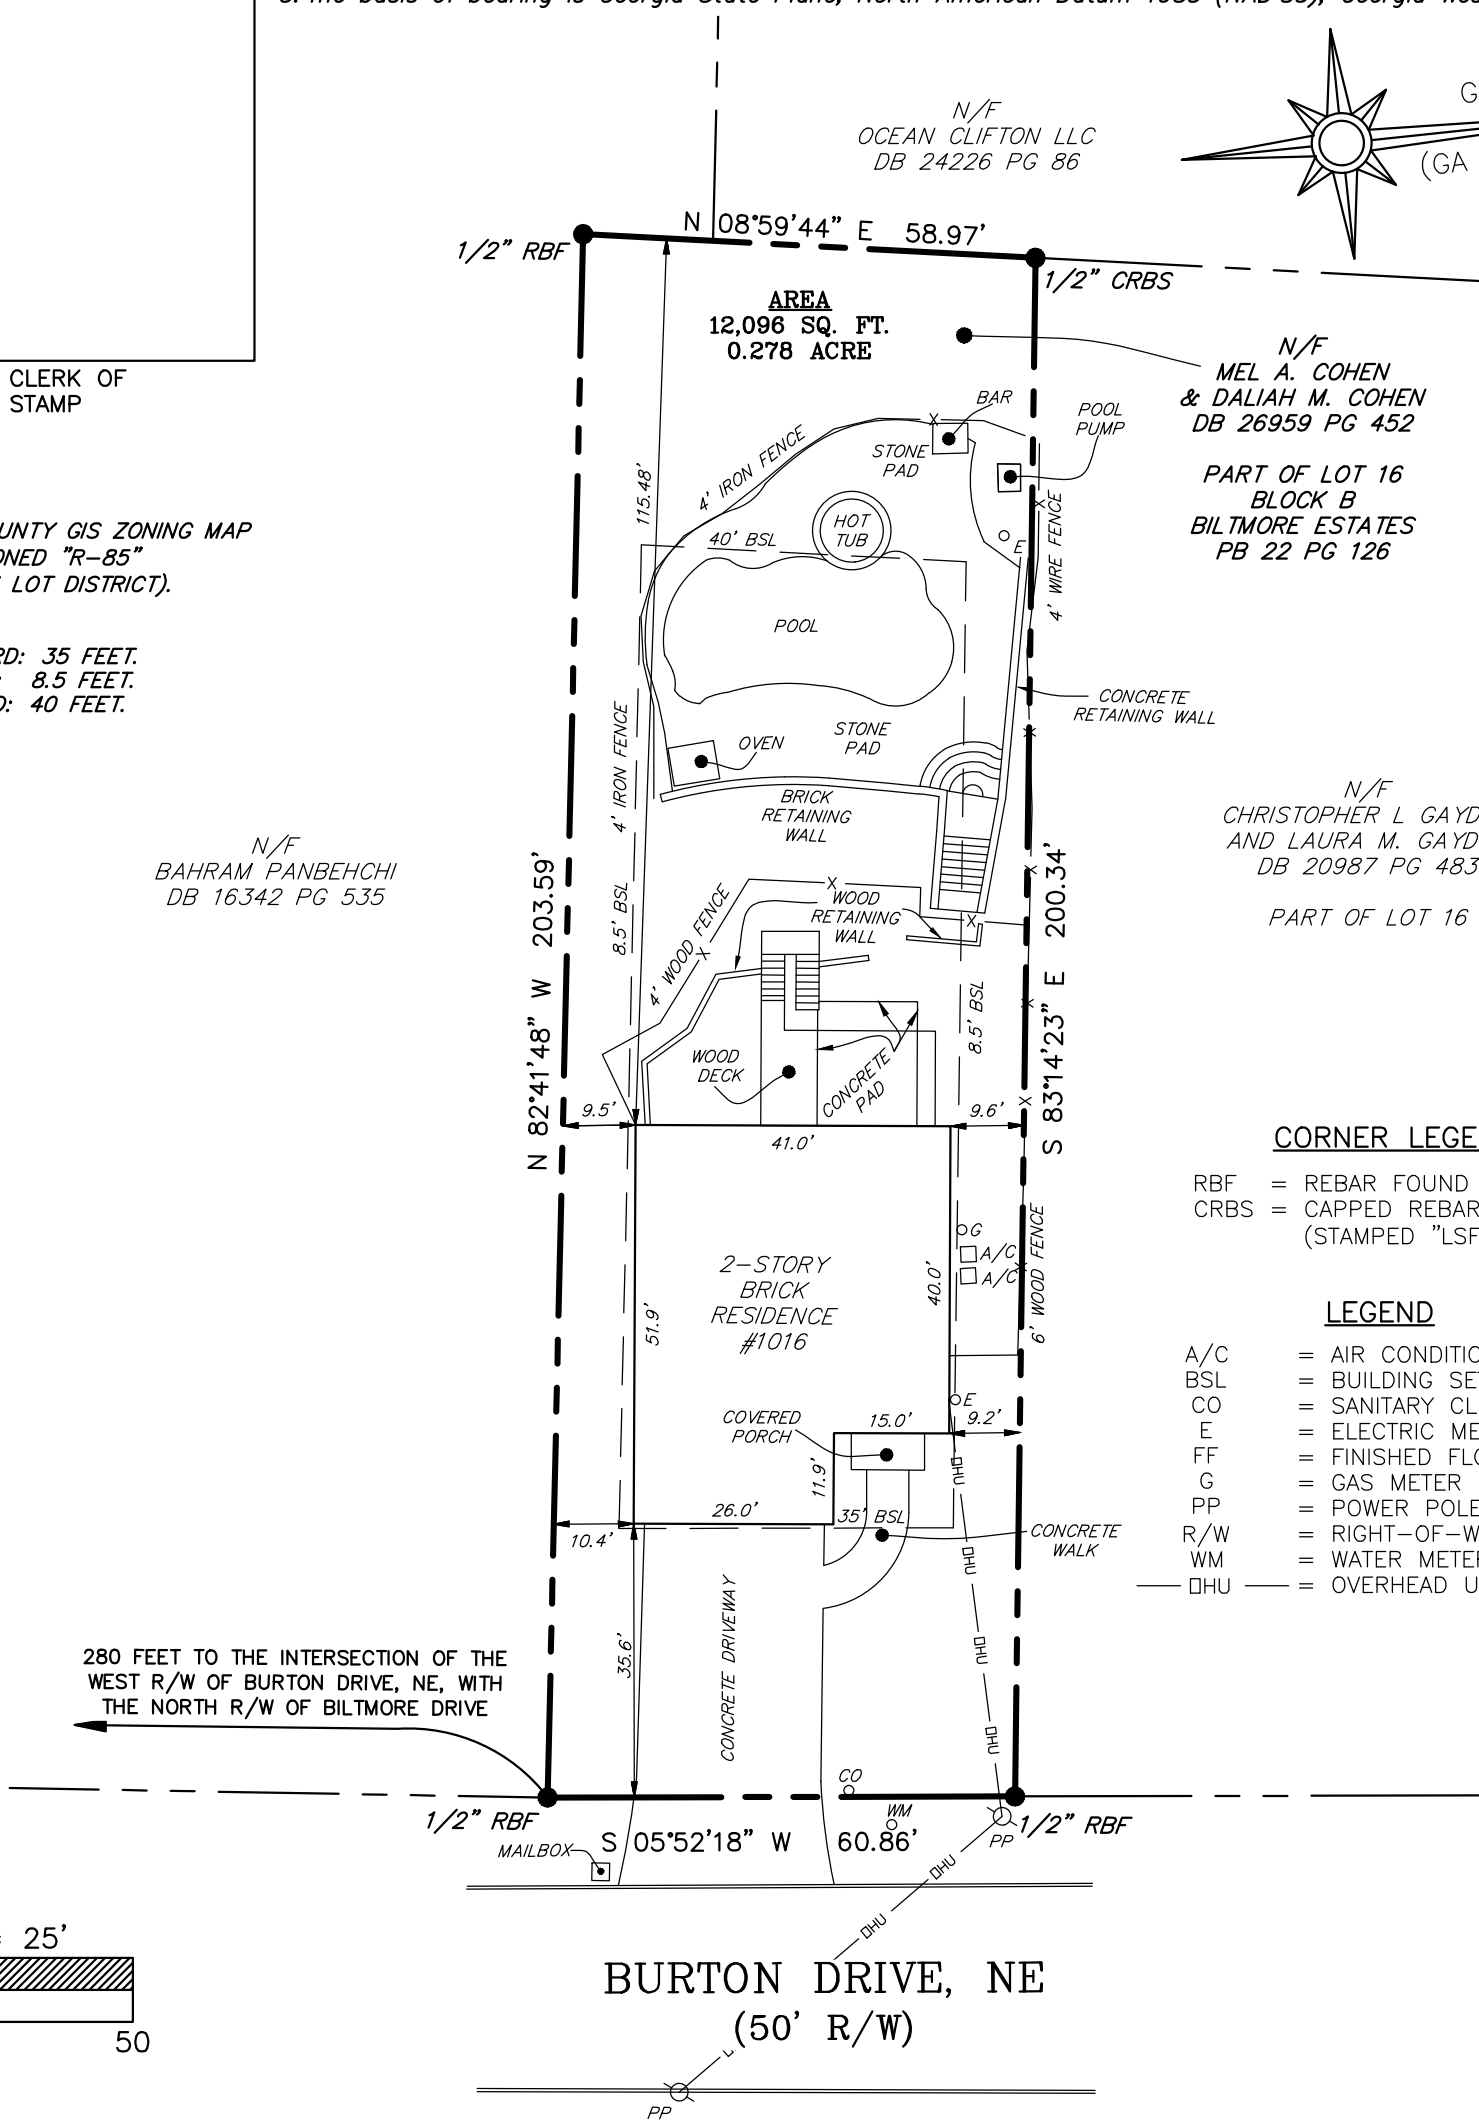 N/F
OCEAN CLIFTON LLC
DB 24226 PG 86
(GA
N 08°59'44" E 58.97'
1/2" RBF
1/2" CRBS
AREA
12,096 SQ. FT.
0.278 ACRE
N/F
MEL A. COHEN
& DALIAH M. COHEN
DB 26959 PG 452
PART OF LOT 16
BLOCK B
BILTMORE ESTATES
PB 22 PG 126
CLERK OF
STAMP
UNTY GIS ZONING MAP
ONED "R-85"
LOT DISTRICT).
RD: 35 FEET.
: 8.5 FEET.
D: 40 FEET.
BAR
POOL
PUMP
STONE
PAD
4' IRON FENCE
X
115.48'
HOT
TUB
40' BSL
E
X
4' WIRE FENCE
POOL
CONCRETE
RETAINING WALL
X
STONE
PAD
OVEN
4' IRON FENCE
BRICK
RETAINING
WALL
N/F
CHRISTOPHER L GAYD
AND LAURA M. GAYD
DB 20987 PG 483
PART OF LOT 16
N/F
BAHRAM PANBEHCHI
DB 16342 PG 535
N 82°41'48" W 203.59'
S 83°14'23" E 200.34'
8.5' BSL
4' WOOD FENCE
X
X
WOOD
RETAINING
WALL
X
X
X
8.5' BSL
WOOD
DECK
CONCRETE
PAD
X
9.5'
41.0'
9.6'
CORNER LEGE
RBF = REBAR FOUND
CRBS = CAPPED REBAR
(STAMPED "LSF
G
A/C
A/C
X
6' WOOD FENCE
2-STORY
BRICK
RESIDENCE
#1016
51.9'
40.0'
LEGEND
A/C = AIR CONDITIO
BSL = BUILDING SE
CO = SANITARY CL
E = ELECTRIC ME
FF = FINISHED FLO
G = GAS METER
PP = POWER POLE
R/W = RIGHT-OF-W
WM = WATER METER
OHU = OVERHEAD U
E
COVERED
PORCH
15.0'
9.2'
11.9'
OHU
26.0'
35' BSL
10.4'
CONCRETE
WALK
OHU
CONCRETE DRIVEWAY
35.6'
OHU
OHU
280 FEET TO THE INTERSECTION OF THE
WEST R/W OF BURTON DRIVE, NE, WITH
THE NORTH R/W OF BILTMORE DRIVE
CO
WM
1/2" RBF
1/2" RBF
PP
S 05°52'18" W 60.86'
MAILBOX
OHU
OHU
25'
50
BURTON DRIVE, NE
(50' R/W)
PP